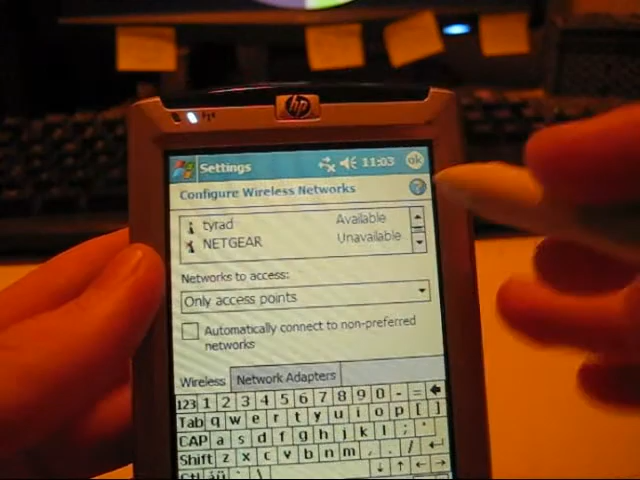 hp
Settings 11:03 ok
Configure Wireless Networks ?
tyrad Available
NETGEAR Unavailable
Networks to access:
Only access points
Automatically connect to non-preferred
networks
Wireless Network Adapters
123 1 2 3 4 5 6 7 8 9 0 - =
Tab q w e r t y u i o p [ ]
CAP a s d f g h j k l ; '
Shift z x c v b n m , . /
Ctl áü ` \